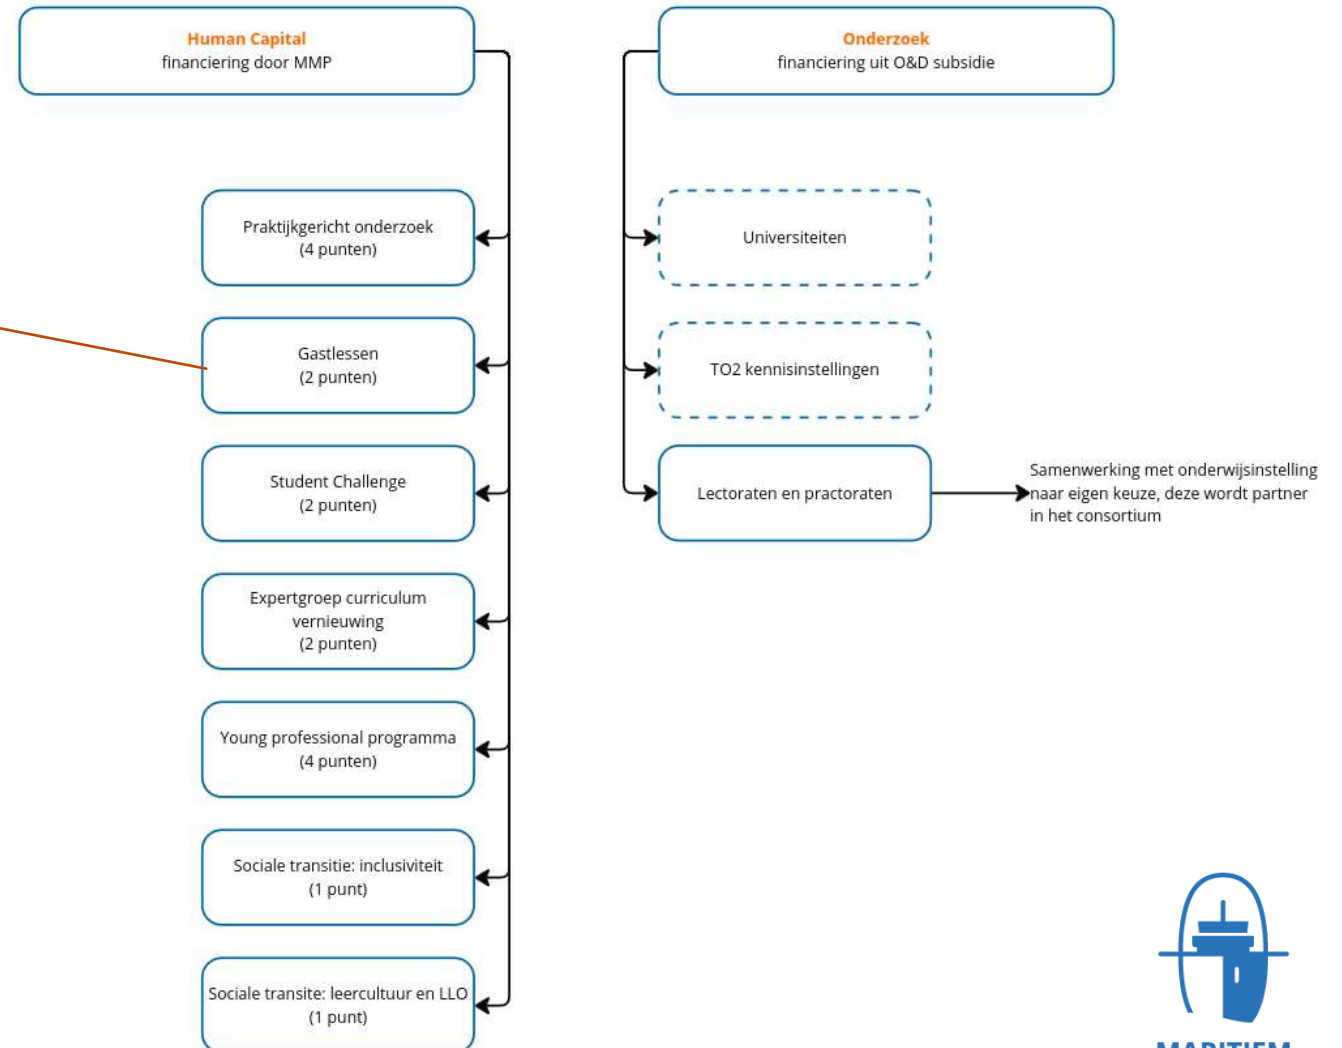 Human Capital
financiering door MMP
Praktijkgericht onderzoek
(4 punten)
Gastlessen
(2 punten)
Student Challenge
(2 punten)
Expertgroep curriculum
vernieuwing
(2 punten)
Young professional programma
(4 punten)
Sociale transitie: inclusiviteit
(1 punt)
Sociale transite: leercultuur en LLO
(1 punt)
Onderzoek
financiering uit O&D subsidie
Universiteiten
TO2 kennisinstellingen
Lectoraten en practoraten
Samenwerking met onderwijsinstelling
naar eigen keuze, deze wordt partner
in het consortium
MARITIEM